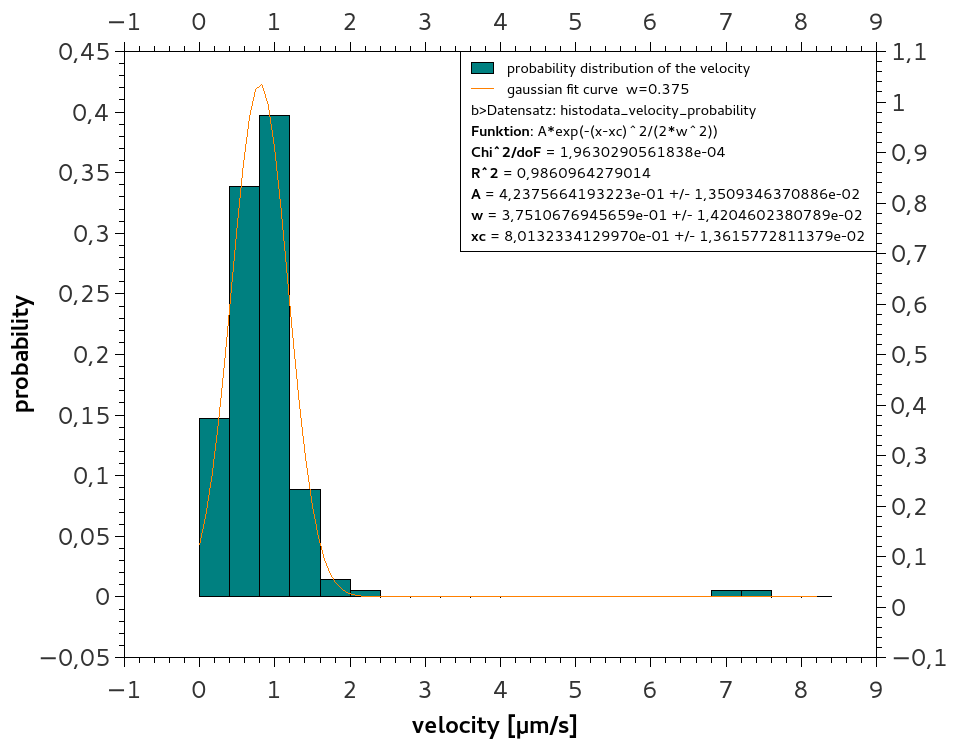 −1 0 1 2 3 4 5 6 7 8 9
0,45 1,1
probability distribution of the velocity
gaussian fit curve w=0.375
b>Datensatz: histodata_velocity_probability
Funktion: A*exp(-(x-xc)^2/(2*w^2))
Chi^2/doF = 1,9630290561838e-04
R^2 = 0,9860964279014
A = 4,2375664193223e-01 +/- 1,3509346370886e-02
w = 3,7510676945659e-01 +/- 1,4204602380789e-02
xc = 8,0132334129970e-01 +/- 1,3615772811379e-02
0,4 1
0,35 0,9
0,3 0,8
0,25 0,7
0,2 0,6
0,15 0,5
0,1 0,4
0,05 0,3
0 0,2
−0,05 0,1
0
−0,1
probability
−1 0 1 2 3 4 5 6 7 8 9
velocity [µm/s]